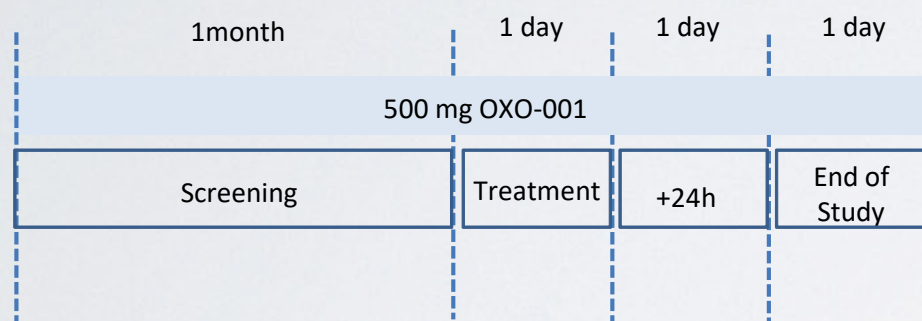 1month
1 day
1 day
1 day
500 mg OXO-001
Screening
Treatment
+24h
End of
Study